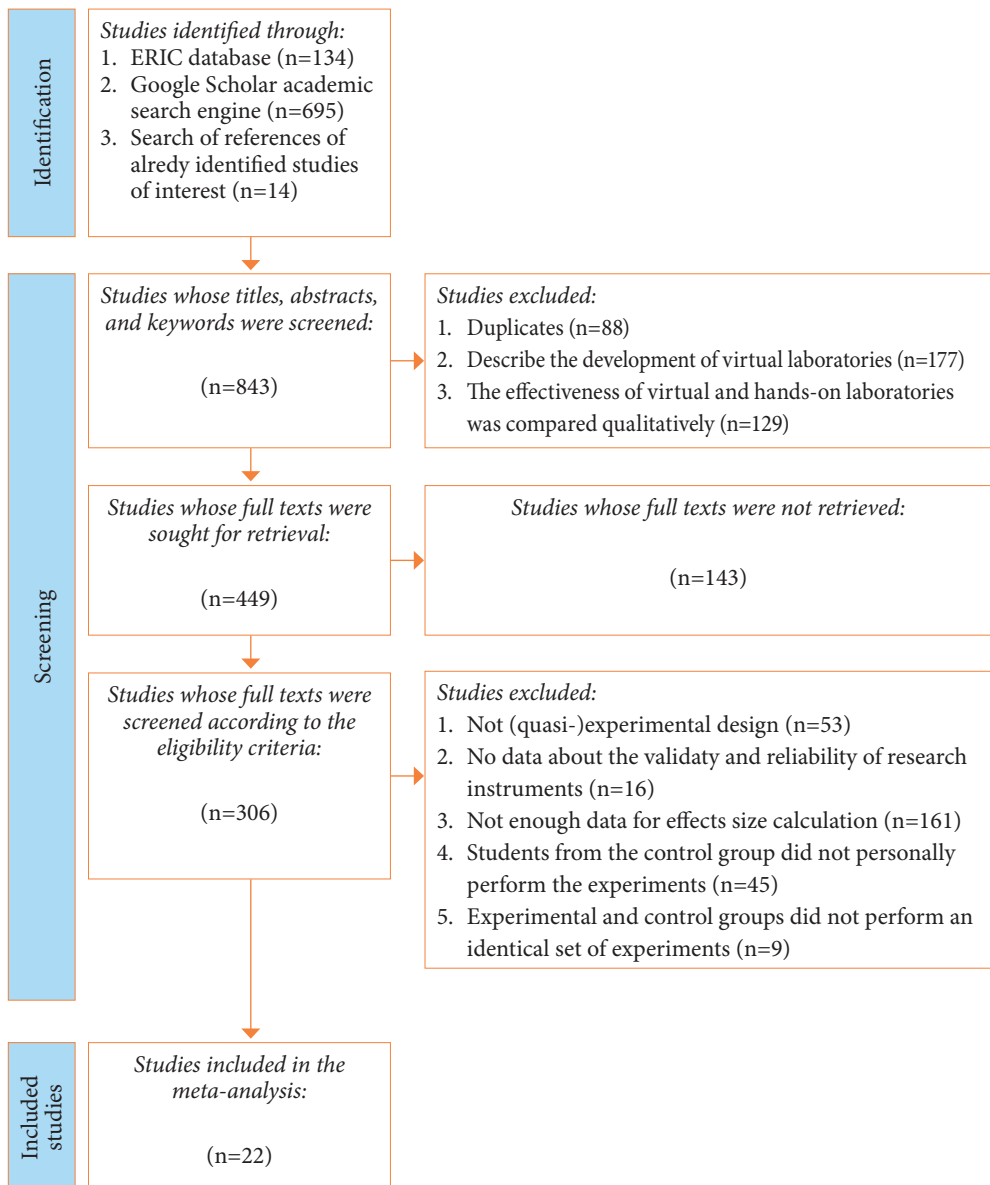 Identification
Studies identified through:
1. ERIC database (n=134)
2. Google Scholar academic
search engine (n=695)
3. Search of references of
alredy identified studies
of interest (n=14)
Screening
Studies whose titles, abstracts,
and keywords were screened:
(n=843)
Studies excluded:
1. Duplicates (n=88)
2. Describe the development of virtual laboratories (n=177)
3. The effectiveness of virtual and hands-on laboratories
was compared qualitatively (n=129)
Studies whose full texts were
sought for retrieval:
(n=449)
Studies whose full texts were not retrieved:
(n=143)
Studies whose full texts were
screened according to the
eligibility criteria:
(n=306)
Studies excluded:
1. Not (quasi-)experimental design (n=53)
2. No data about the validaty and reliability of research
instruments (n=16)
3. Not enough data for effects size calculation (n=161)
4. Students from the control group did not personally
perform the experiments (n=45)
5. Experimental and control groups did not perform an
identical set of experiments (n=9)
Included
studies
Studies included in the
meta-analysis:
(n=22)